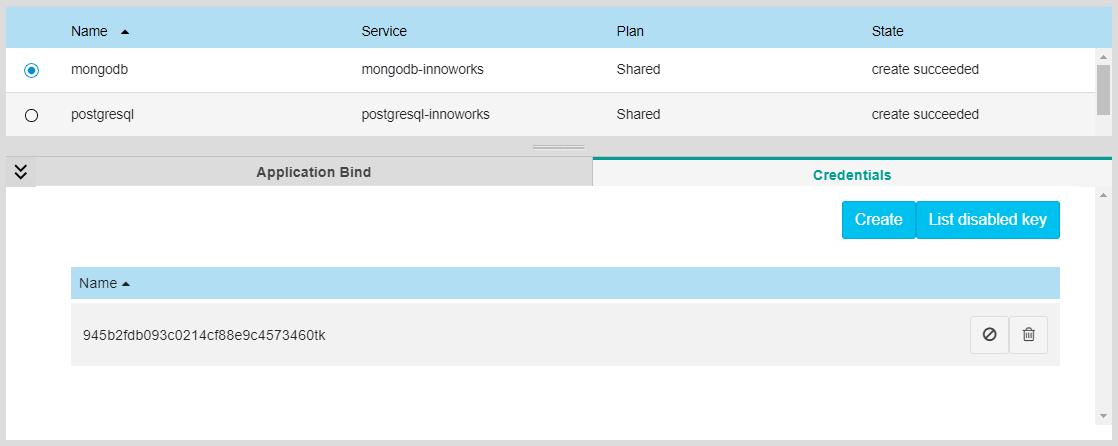 Name Service Plan State
mongodb mongodb-innoworks Shared create succeeded
postgresql postgresql-innoworks Shared create succeeded
Application Bind Credentials
Create List disabled key
Name
945b2fdb093c0214cf88e9c4573460tk